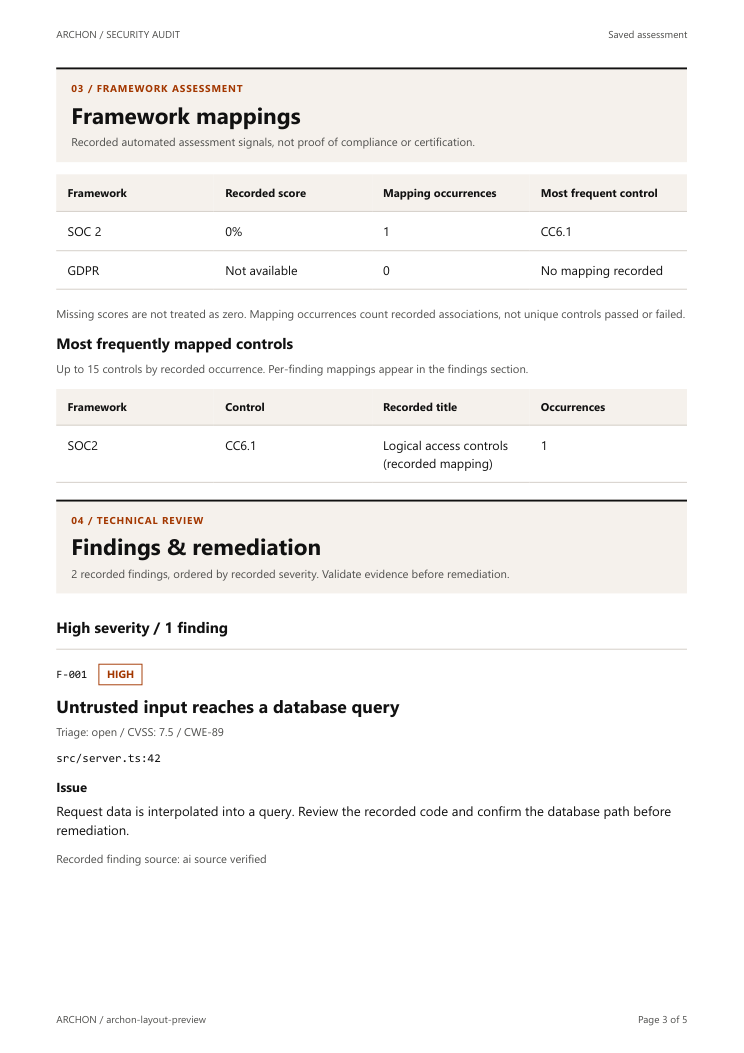 ARCHON / SECURITY AUDIT
Saved assessment
03 / FRAMEWORK ASSESSMENT
Framework mappings
Recorded automated assessment signals, not proof of compliance or certification.
Framework Recorded score Mapping occurrences Most frequent control
SOC 2 0% 1 CC6.1
GDPR Not available 0 No mapping recorded
Missing scores are not treated as zero. Mapping occurrences count recorded associations, not unique controls passed or failed.
Most frequently mapped controls
Up to 15 controls by recorded occurrence. Per-finding mappings appear in the findings section.
Framework Control Recorded title Occurrences
SOC2 CC6.1 Logical access controls 1
(recorded mapping)
04 / TECHNICAL REVIEW
Findings & remediation
2 recorded findings, ordered by recorded severity. Validate evidence before remediation.
High severity / 1 finding
F-001 HIGH
Untrusted input reaches a database query
Triage: open / CVSS: 7.5 / CWE-89
src/server.ts:42
Issue
Request data is interpolated into a query. Review the recorded code and confirm the database path before
remediation.
Recorded finding source: ai source verified
ARCHON / archon-layout-preview
Page 3 of 5